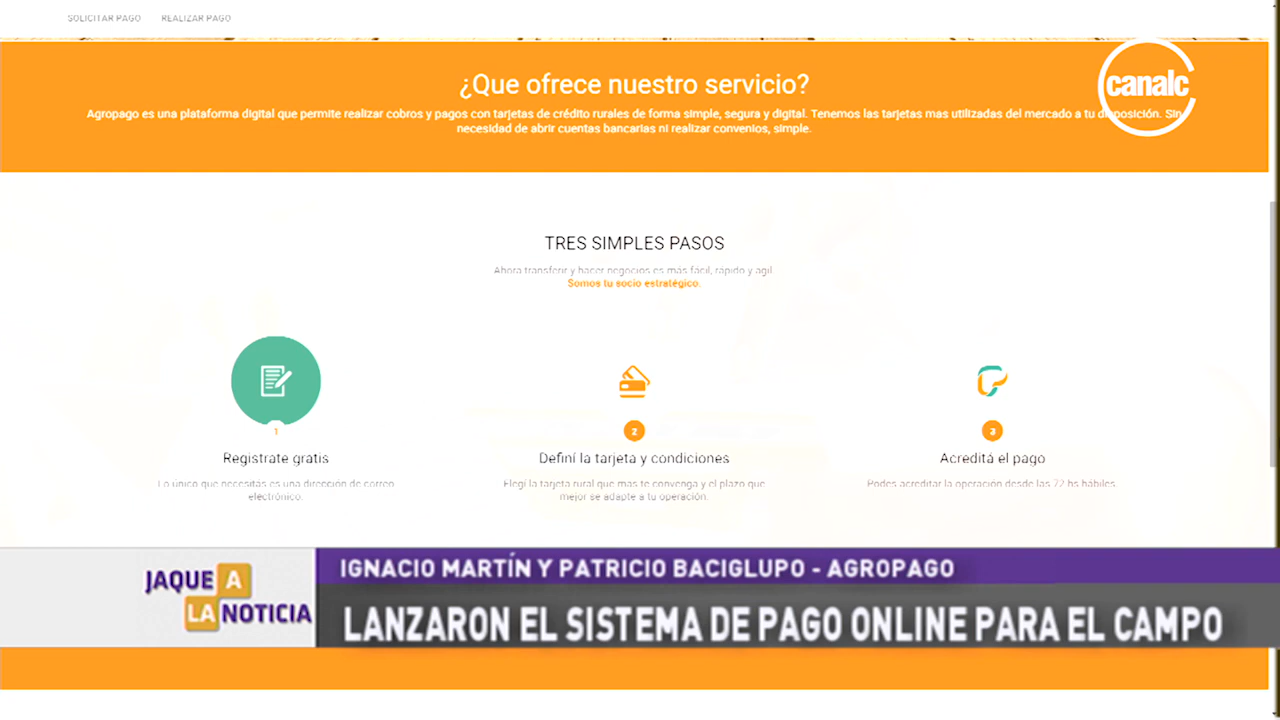 SOLICITAR PAGO REALIZAR PAGO
¿Que ofrece nuestro servicio?
canalc
Agropago es una plataforma digital que permite realizar cobros y pagos con tarjetas de crédito rurales de forma simple, segura y digital. Tenemos las tarjetas mas utilizadas del mercado a tu disposición. Sin
necesidad de abrir cuentas bancarias ni realizar convenios, simple.
TRES SIMPLES PASOS
Ahora transferir y hacer negocios es más fácil, rápido y agil
Somos tu socio estratégico.
1
2
3
Registrate gratis
Definí la tarjeta y condiciones
Acreditá el pago
Lo único que necesitás es una dirección de correo
electrónico.
Elegí la tarjeta rural que mas te convenga y el plazo que
mejor se adapte a tu operación.
Podes acreditar la operación desde las 72 hs hábiles
JAQUE A
LA NOTICIA
IGNACIO MARTÍN Y PATRICIO BACIGLUPO - AGROPAGO
LANZARON EL SISTEMA DE PAGO ONLINE PARA EL CAMPO